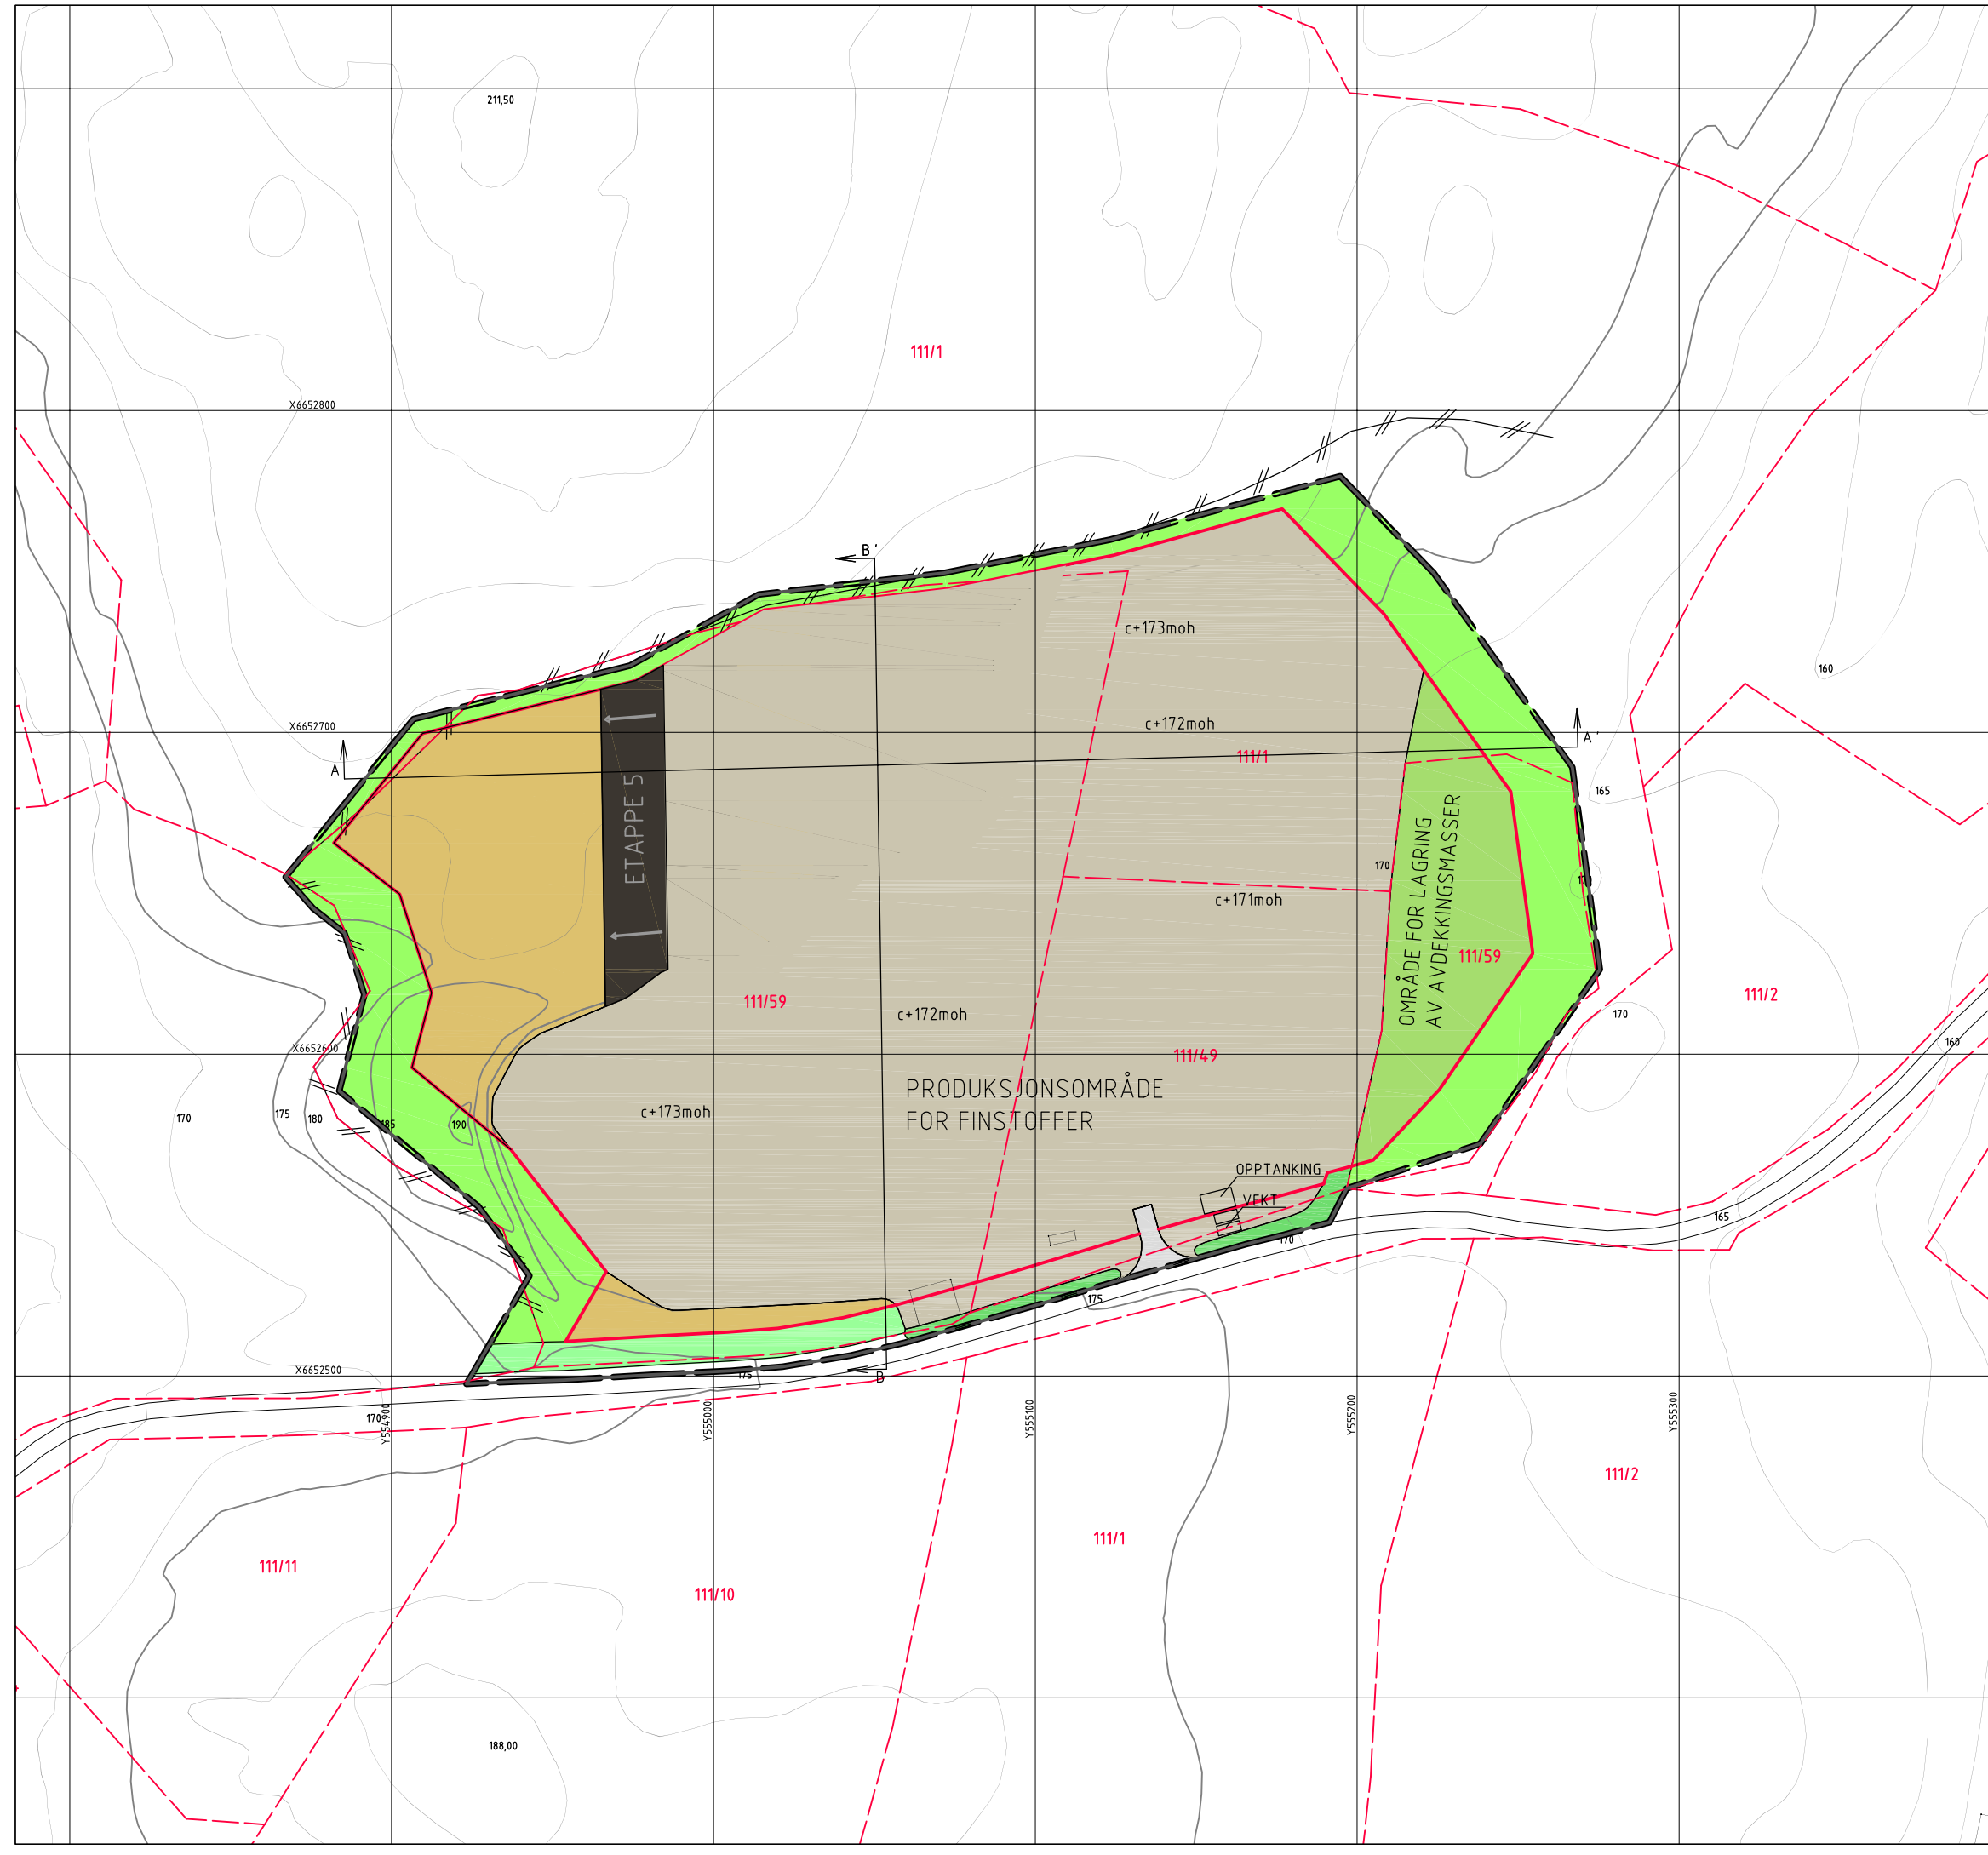 211,50
111/1
X6652800
B'
c+173moh
160
X6652700
c+172moh
A'
111/1
A
165
ETAPPE 5
OMRÅDE FOR LAGRING
AV AVDEKKINGSMASSER
170
c+171moh
111/59
111/59
111/2
c+172moh
170
X6652600
111/49
160
PRODUKSJONSOMRÅDE
FOR FINSTOFFER
c+173moh
170
175
180
185
190
OPPTANKING
VEKT
165
170
175
X6652500
175
B
170
Y554900
Y555000
Y555100
Y555200
Y555300
111/2
111/1
111/11
111/10
188,00